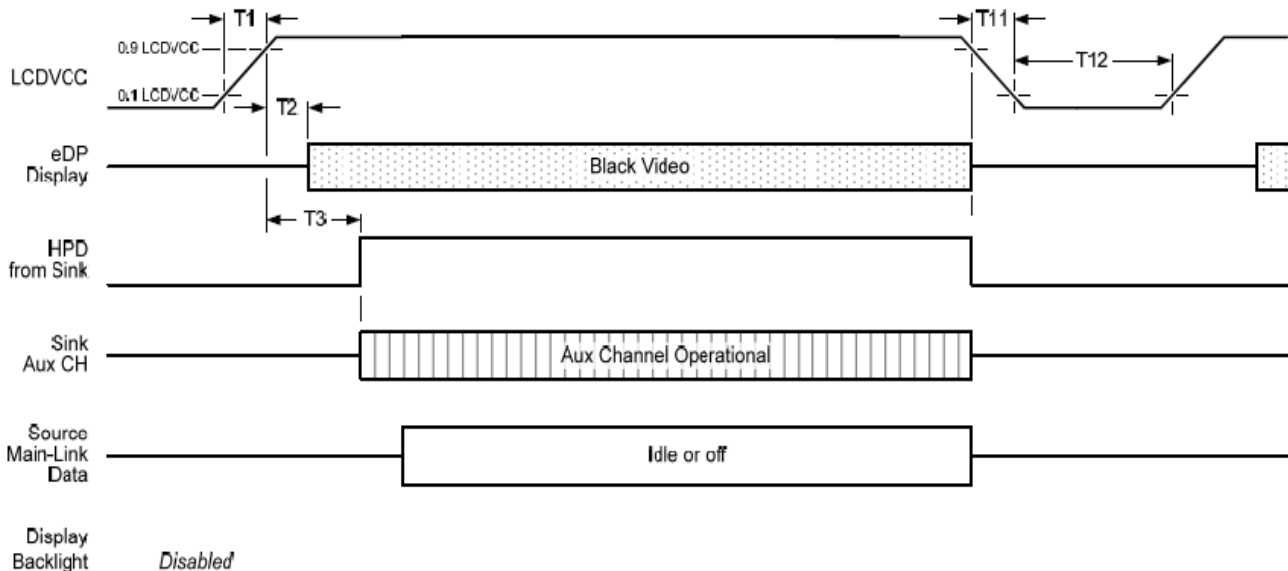 T1
T11
0.9 LCDVCC
LCDVCC
T12
0.1 LCDVCC
T2
eDP
Display
Black Video
T3
HPD
from Sink
Sink
Aux CH
Aux Channel Operational
Source
Main-Link
Data
Idle or off
Display
Backlight
Disabled